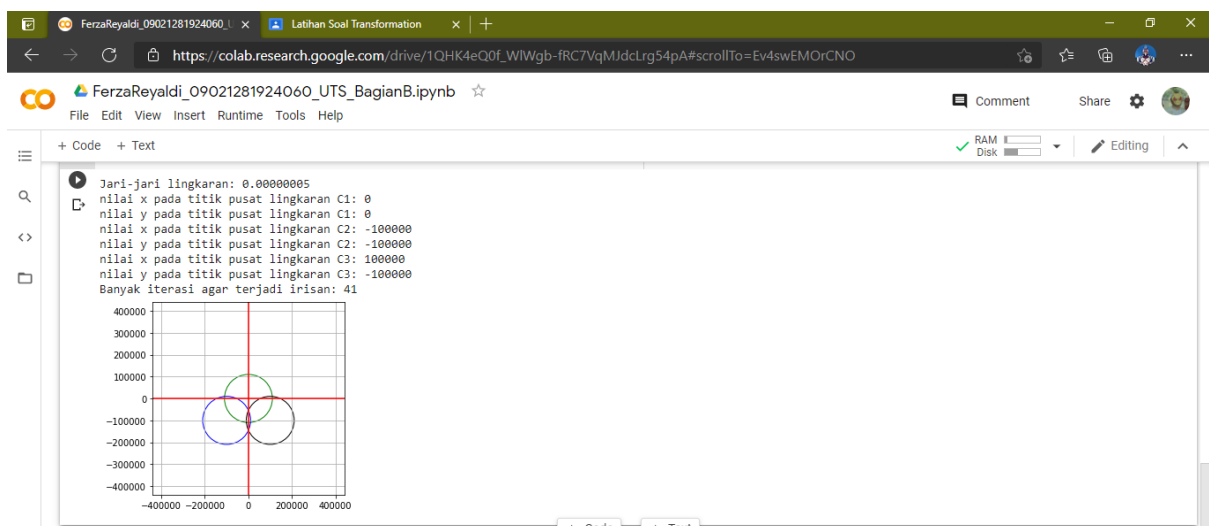 FerzaReyaldi_09021281924060_U
Latihan Soal Transformation
https://colab.research.google.com/drive/1QHK4eQ0f_WlWgb-fRC7VqMJdcLrg54pA#scrollTo=Ev4swEMOrCNO
CO FerzaReyaldi_09021281924060_UTS_BagianB.ipynb
Comment Share
File Edit View Insert Runtime Tools Help
+ Code + Text
RAM
Disk
Editing
Jari-jari lingkaran: 0.00000005
nilai x pada titik pusat lingkaran C1: 0
nilai y pada titik pusat lingkaran C1: 0
nilai x pada titik pusat lingkaran C2: -100000
nilai y pada titik pusat lingkaran C2: -100000
nilai x pada titik pusat lingkaran C3: 100000
nilai y pada titik pusat lingkaran C3: -100000
Banyak iterasi agar terjadi irisan: 41
400000
300000
200000
100000
0
−100000
−200000
−300000
−400000
−400000 −200000 0 200000 400000